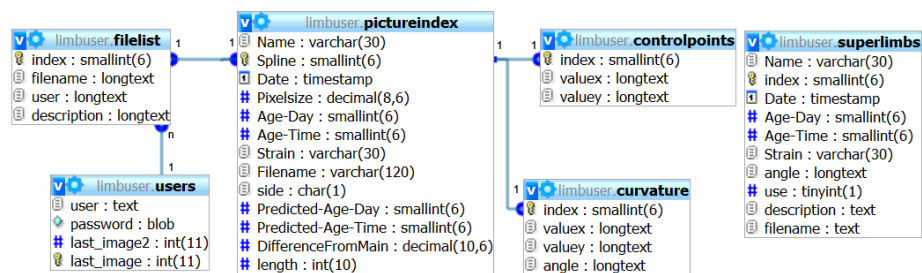 limbuser.filelist
index : smallint(6)
filename : longtext
user : longtext
description : longtext
1
1
n
1
limbuser.users
user : text
password : blob
last_image2 : int(11)
last_image : int(11)
limbuser.pictureindex
Name : varchar(30)
Spline : smallint(6)
Date : timestamp
Pixelsize : decimal(8,6)
Age-Day : smallint(6)
Age-Time : smallint(6)
Strain : varchar(30)
Filename : varchar(120)
side : char(1)
Predicted-Age-Day : smallint(6)
Predicted-Age-Time : smallint(6)
DifferenceFromMain : decimal(10,6)
length : int(10)
1
1
1
limbuser.controlpoints
index : smallint(6)
valuex : longtext
valuey : longtext
limbuser.curvature
index : smallint(6)
valuex : longtext
valuey : longtext
angle : longtext
limbuser.superlimbs
Name : varchar(30)
index : smallint(6)
Date : timestamp
Age-Day : smallint(6)
Age-Time : smallint(6)
Strain : varchar(30)
angle : longtext
use : tinyint(1)
description : text
filename : text